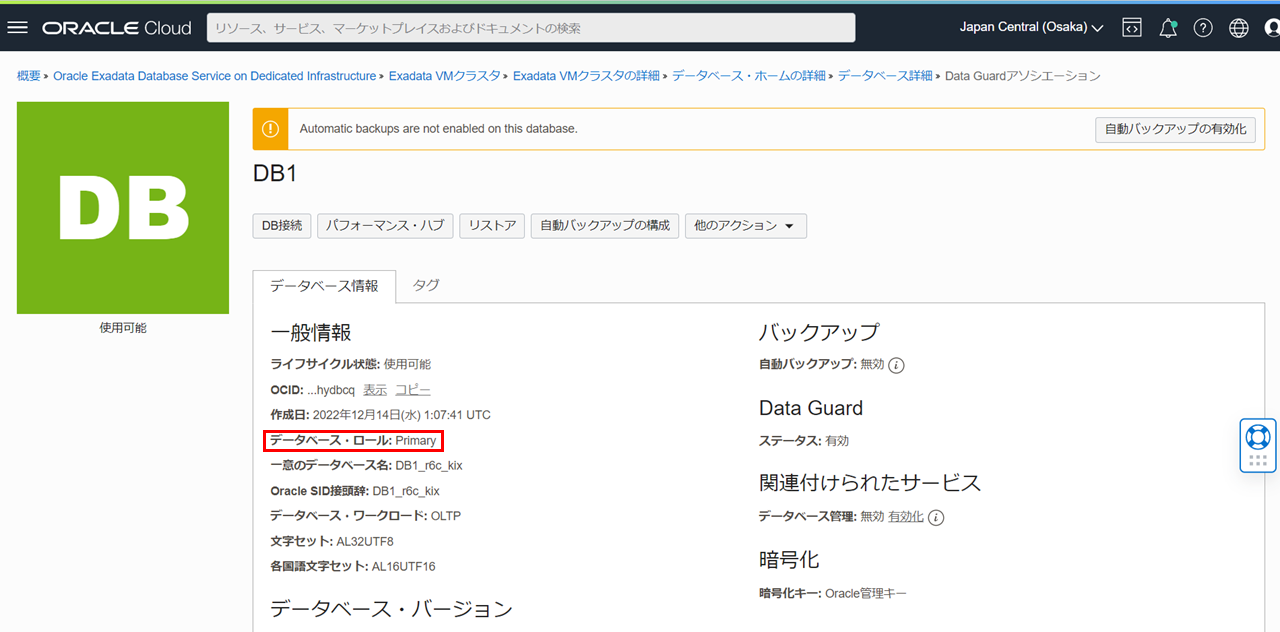 ORACLE Cloud
リソース、サービス、マーケットプレイスおよびドキュメントの検索
Japan Central (Osaka)
概要 » Oracle Exadata Database Service on Dedicated Infrastructure » Exadata VMクラスタ » Exadata VMクラスタの詳細 » データベース・ホームの詳細 » データベース詳細 » Data Guardアソシエーション
DB
使用可能
Automatic backups are not enabled on this database.
自動バックアップの有効化
DB1
DB接続
パフォーマンス・ハブ
リストア
自動バックアップの構成
他のアクション
データベース情報
タグ
一般情報
ライフサイクル状態: 使用可能
OCID: ...hydbcq 表示 コピー
作成日: 2022年12月14日(水) 1:07:41 UTC
データベース・ロール: Primary
一意のデータベース名: DB1_r6c_kix
Oracle SID接頭辞: DB1_r6c_kix
データベース・ワークロード: OLTP
文字セット: AL32UTF8
各国語文字セット: AL16UTF16
データベース・バージョン
バックアップ
自動バックアップ: 無効
Data Guard
ステータス: 有効
関連付けられたサービス
データベース管理: 無効 有効化
暗号化
暗号化キー: Oracle管理キー